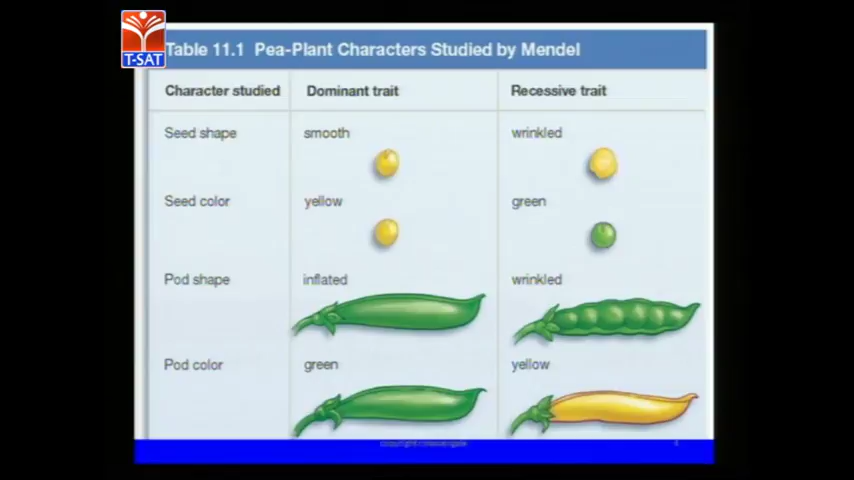 T-SAT
Table 11.1 Pea-Plant Characters Studied by Mendel
Character studied Dominant trait Recessive trait
Seed shape smooth wrinkled
Seed color yellow green
Pod shape inflated wrinkled
Pod color green yellow